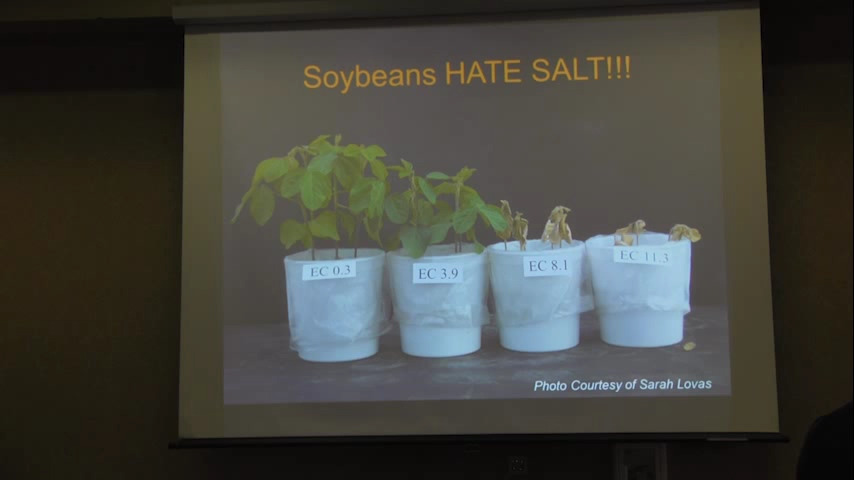 Soybeans HATE SALT!!!
EC 0.3
EC 3.9
EC 8.1
EC 11.3
Photo Courtesy of Sarah Lovas